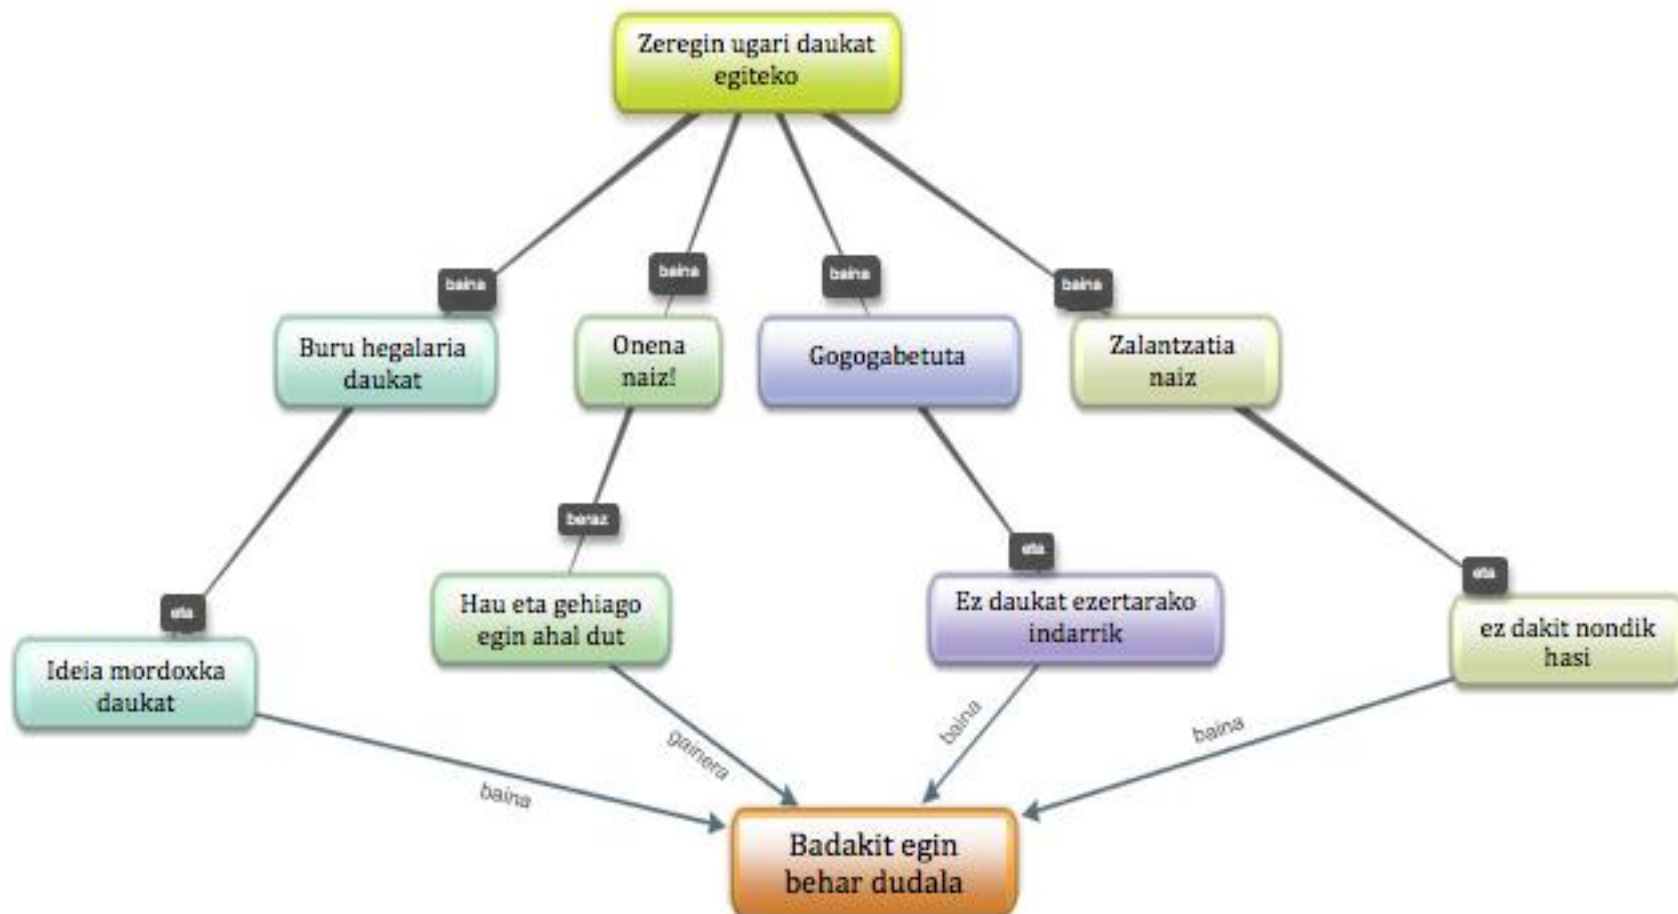 Zeregin ugari daukat
egiteko
baina
baina
baina
baina
Buru hegalaria
daukat
Onena
naiz!
Gogogabetuta
Zalantzatia
naiz
eta
beraz
eta
eta
Ideia mordoxka
daukat
Hau eta gehiago
egin ahal dut
Ez daukat ezertarako
indarrik
ez dakit nondik
hasi
baina
gainera
baina
baina
Badakit egin
behar dudala